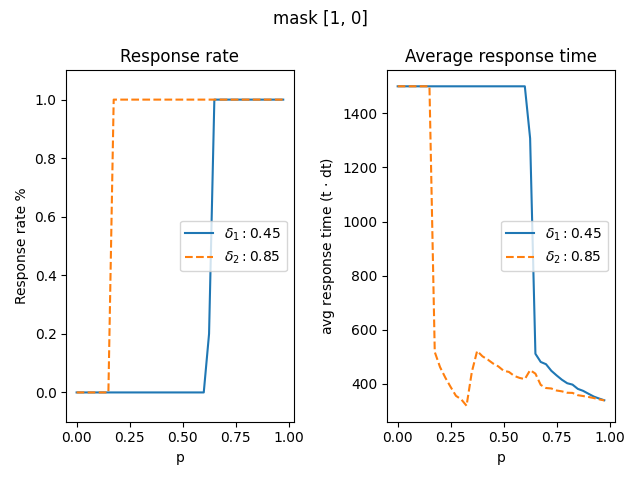 mask [1, 0]
Response rate
Response rate %
1.0
0.8
0.6
0.4
0.2
0.0
δ₁ : 0.45
δ₂ : 0.85
0.00 0.25 0.50 0.75 1.00
p
Average response time
avg response time (t · dt)
1400
1200
1000
800
600
400
δ₁ : 0.45
δ₂ : 0.85
0.00 0.25 0.50 0.75 1.00
p